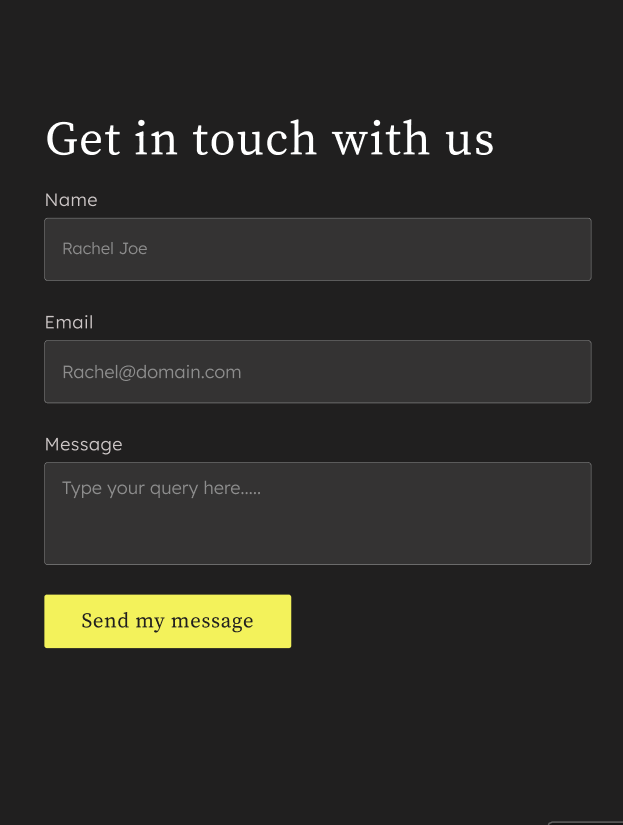 Get in touch with us
Name
Rachel Joe
Email
Rachel@domain.com
Message
Type your query here.....
Send my message